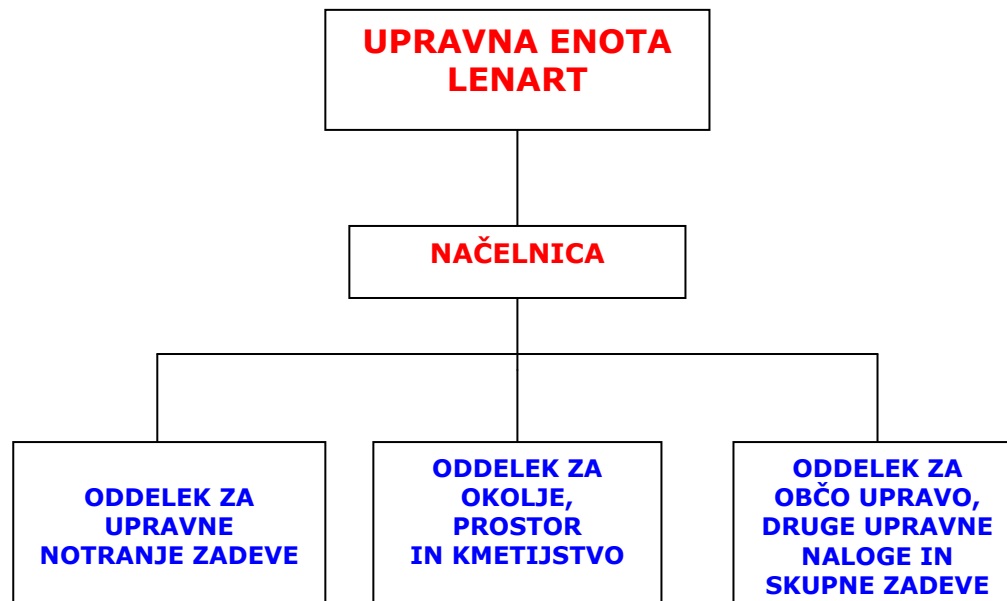 UPRAVNA ENOTA
LENART
NAČELNICA
ODDELEK ZA
UPRAVNE
NOTRANJE ZADEVE
ODDELEK ZA
OKOLJE,
PROSTOR
IN KMETIJSTVO
ODDELEK ZA
OBČO UPRAVO,
DRUGE UPRAVNE
NALOGE IN
SKUPNE ZADEVE